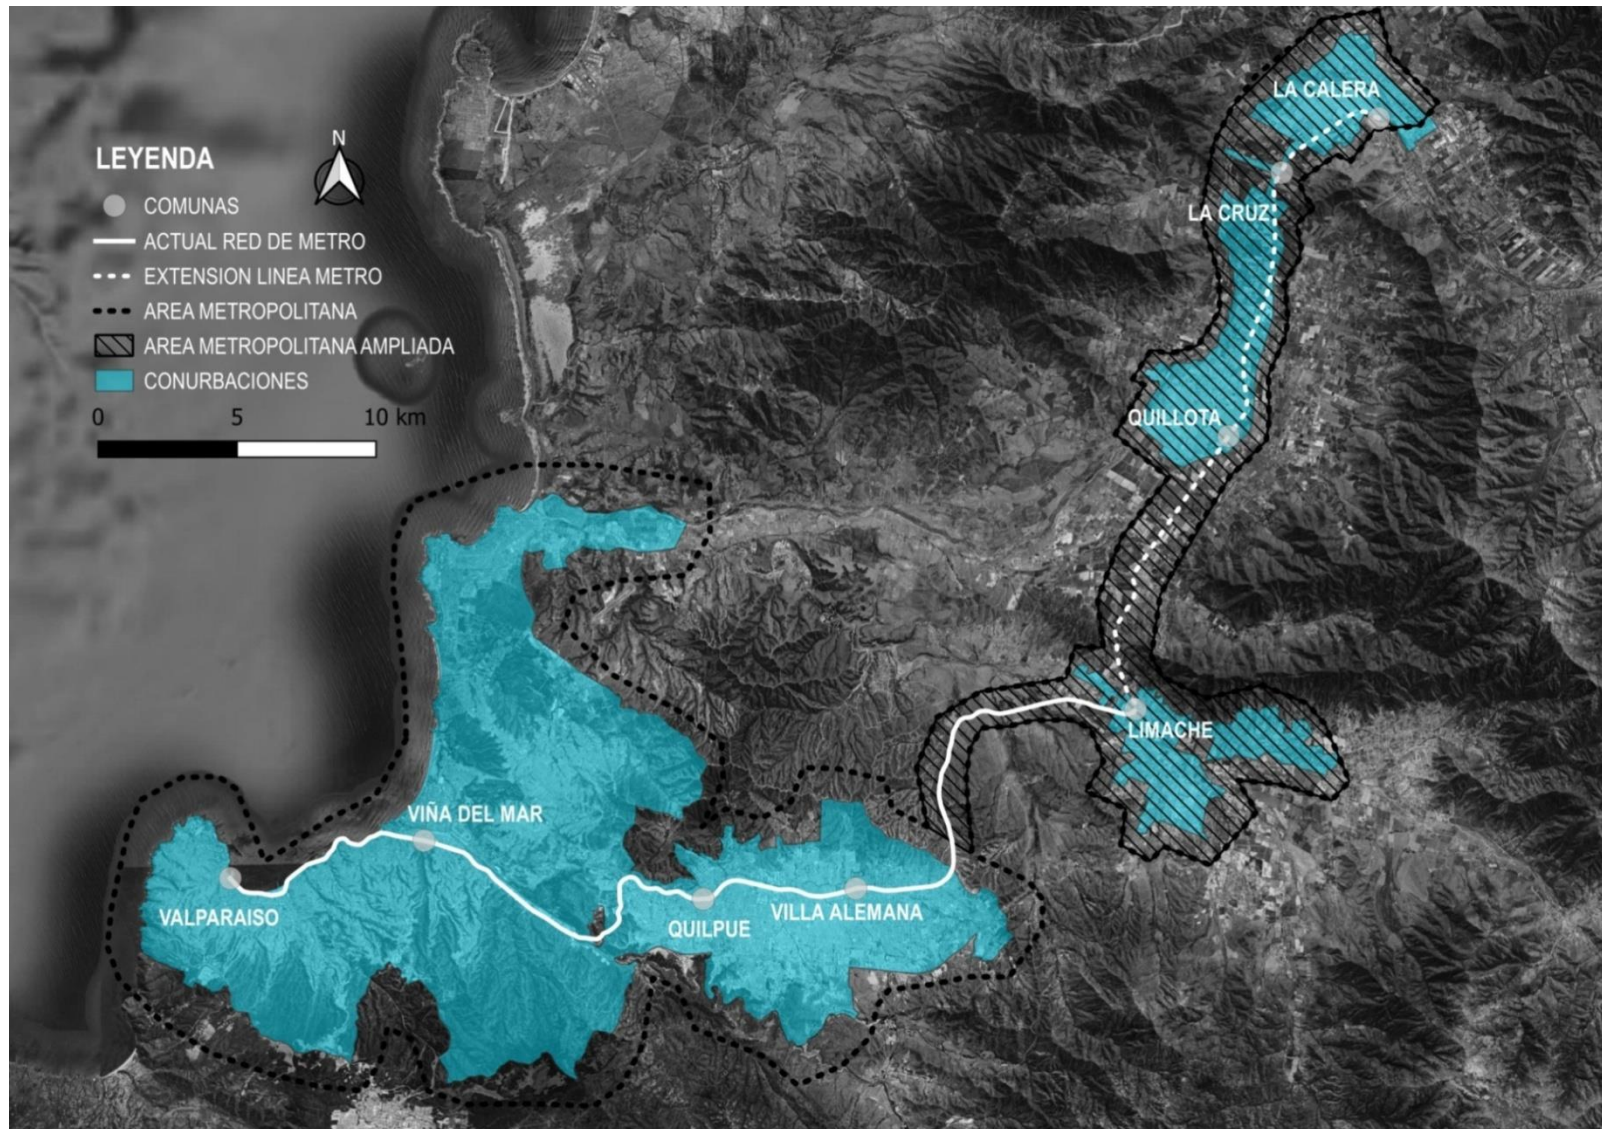 LEYENDA
N
COMUNAS
ACTUAL RED DE METRO
EXTENSION LINEA METRO
AREA METROPOLITANA
AREA METROPOLITANA AMPLIADA
CONURBACIONES
0 5 10 km
LA CALERA
LA CRUZ
QUILLOTA
LIMACHE
VIÑA DEL MAR
VALPARAISO
QUILPUE
VILLA ALEMANA